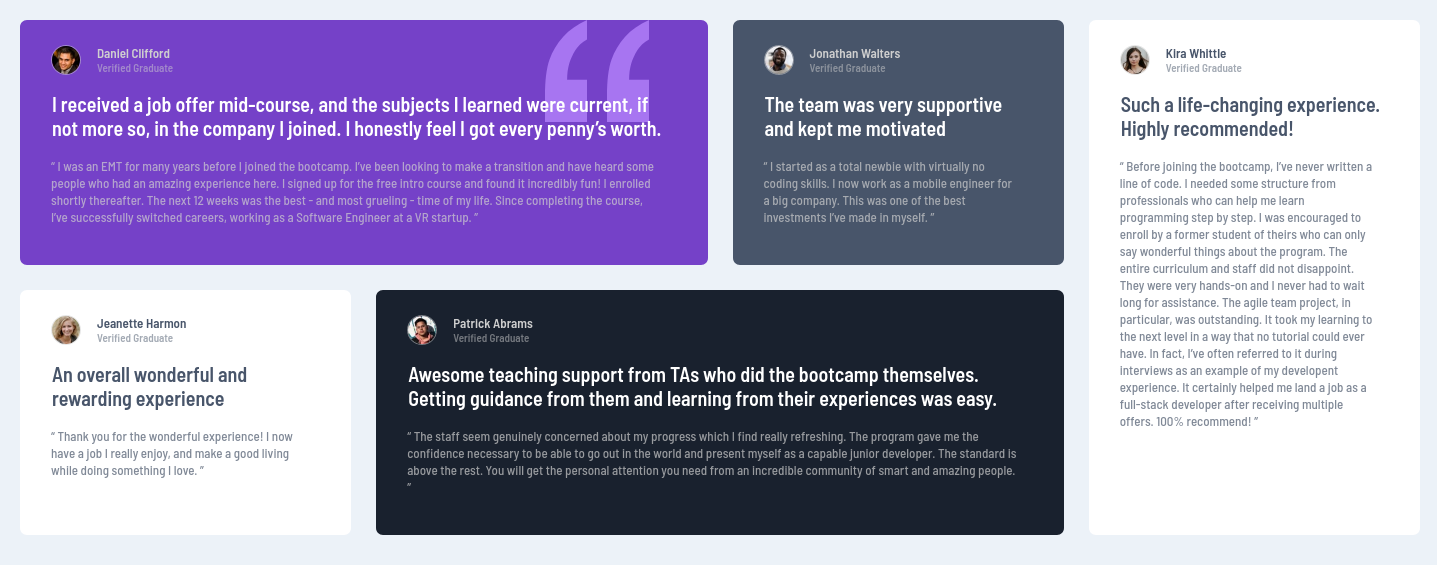 Daniel Clifford
Verified Graduate
I received a job offer mid-course, and the subjects I learned were current, if
not more so, in the company I joined. I honestly feel I got every penny’s worth.
“ I was an EMT for many years before I joined the bootcamp. I’ve been looking to make a transition and have heard some
people who had an amazing experience here. I signed up for the free intro course and found it incredibly fun! I enrolled
shortly thereafter. The next 12 weeks was the best - and most grueling - time of my life. Since completing the course,
I’ve successfully switched careers, working as a Software Engineer at a VR startup. ”
Jonathan Walters
Verified Graduate
The team was very supportive
and kept me motivated
“ I started as a total newbie with virtually no
coding skills. I now work as a mobile engineer for
a big company. This was one of the best
investments I’ve made in myself. ”
Kira Whittle
Verified Graduate
Such a life-changing experience.
Highly recommended!
“ Before joining the bootcamp, I’ve never written a
line of code. I needed some structure from
professionals who can help me learn
programming step by step. I was encouraged to
enroll by a former student of theirs who can only
say wonderful things about the program. The
entire curriculum and staff did not disappoint.
They were very hands-on and I never had to wait
long for assistance. The agile team project, in
particular, was outstanding. It took my learning to
the next level in a way that no tutorial could ever
have. In fact, I’ve often referred to it during
interviews as an example of my developent
experience. It certainly helped me land a job as a
full-stack developer after receiving multiple
offers. 100% recommend! ”
Jeanette Harmon
Verified Graduate
An overall wonderful and
rewarding experience
“ Thank you for the wonderful experience! I now
have a job I really enjoy, and make a good living
while doing something I love. ”
Patrick Abrams
Verified Graduate
Awesome teaching support from TAs who did the bootcamp themselves.
Getting guidance from them and learning from their experiences was easy.
“ The staff seem genuinely concerned about my progress which I find really refreshing. The program gave me the
confidence necessary to be able to go out in the world and present myself as a capable junior developer. The standard is
above the rest. You will get the personal attention you need from an incredible community of smart and amazing people.
”